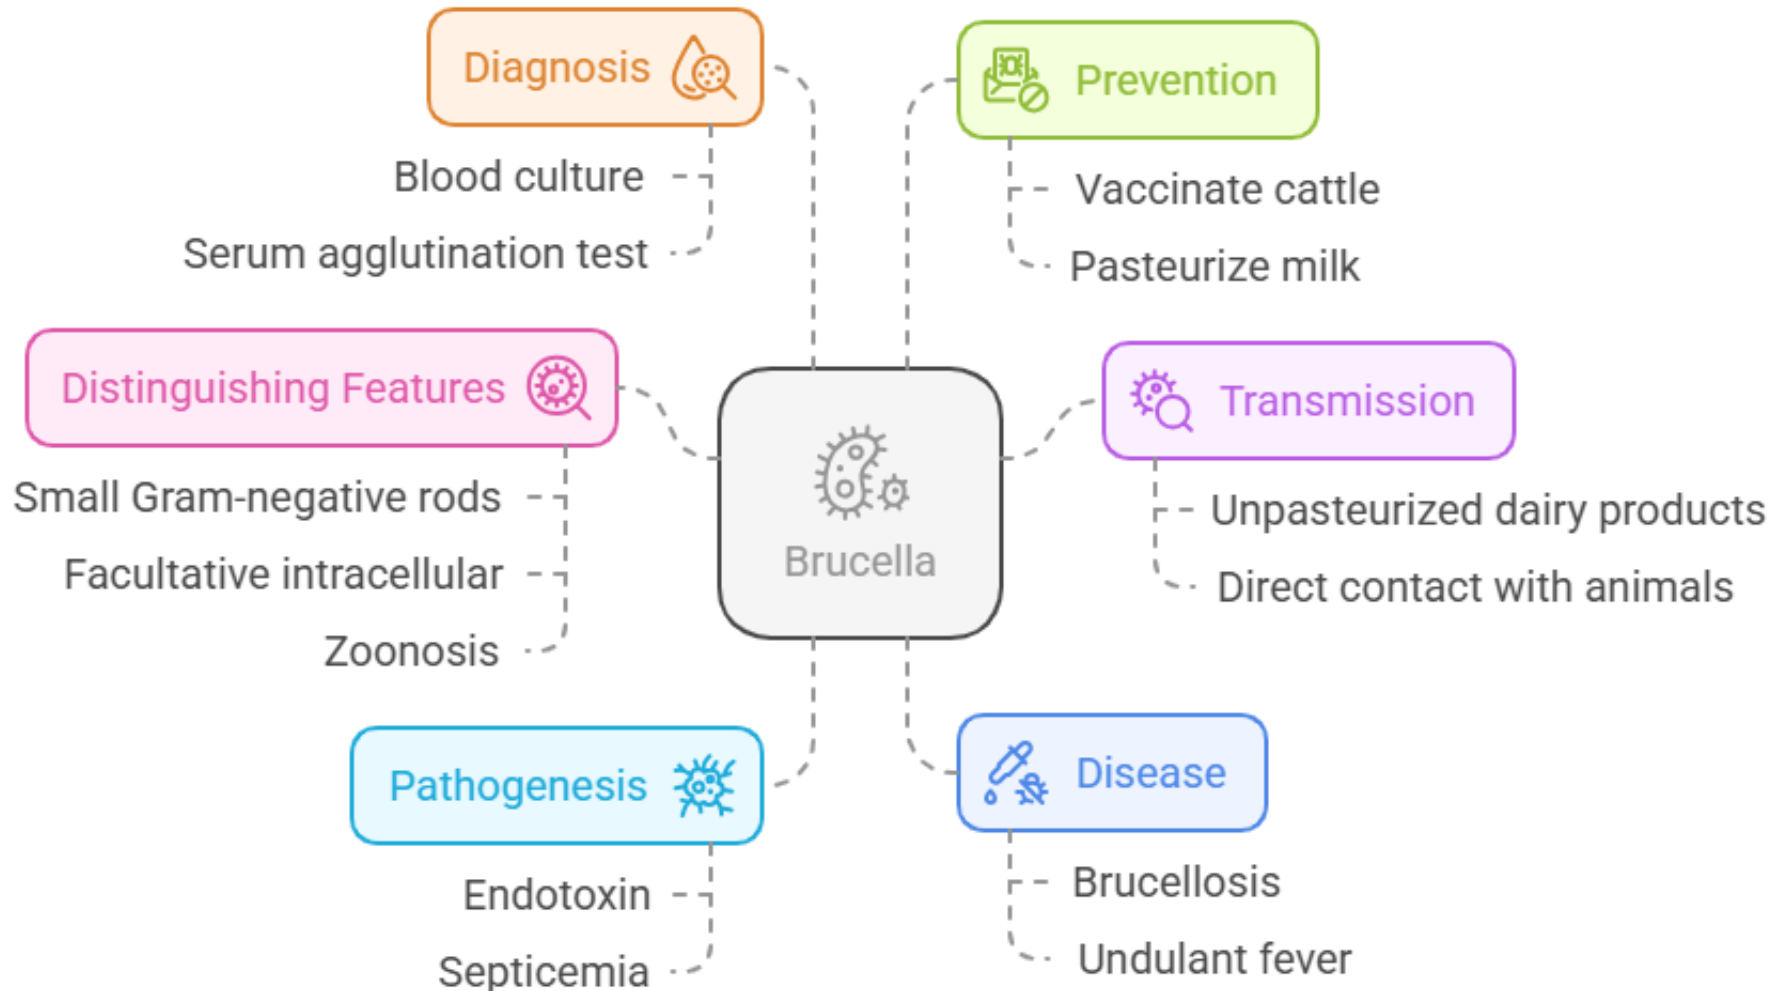 Diagnosis
Blood culture
Serum agglutination test
Prevention
Vaccinate cattle
Pasteurize milk
Distinguishing Features
Small Gram-negative rods
Facultative intracellular
Zoonosis
Brucella
Transmission
Unpasteurized dairy products
Direct contact with animals
Pathogenesis
Endotoxin
Septicemia
Disease
Brucellosis
Undulant fever